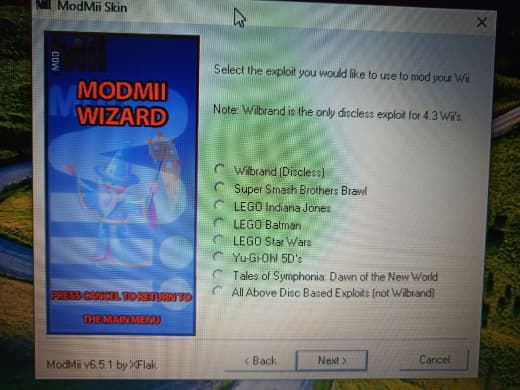 ModMii Skin
MODMII
WIZARD
PRESS CANCEL TO RETURN TO
THE MAIN MENU
Select the exploit you would like to use to mod your Wii.
Note: Wilbrand is the only discless exploit for 4.3 Wii's.
Wilbrand (Discless)
Super Smash Brothers Brawl
LEGO Indiana Jones
LEGO Batman
LEGO Star Wars
Yu-Gi-Oh! 5D's
Tales of Symphonia: Dawn of the New World
All Above Disc Based Exploits (not Wilbrand)
ModMii v6.5.1 by XFlak
< Back
Next >
Cancel